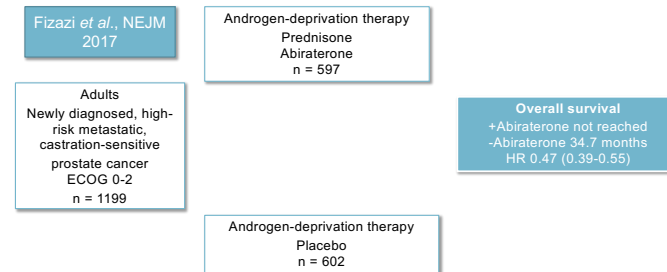 Fizazi et al., NEJM
2017
Androgen-deprivation therapy
Prednisone
Abiraterone
n = 597
Adults
Newly diagnosed, high-
risk metastatic,
castration-sensitive
prostate cancer
ECOG 0-2
n = 1199
Overall survival
+Abiraterone not reached
-Abiraterone 34.7 months
HR 0.47 (0.39-0.55)
Androgen-deprivation therapy
Placebo
n = 602